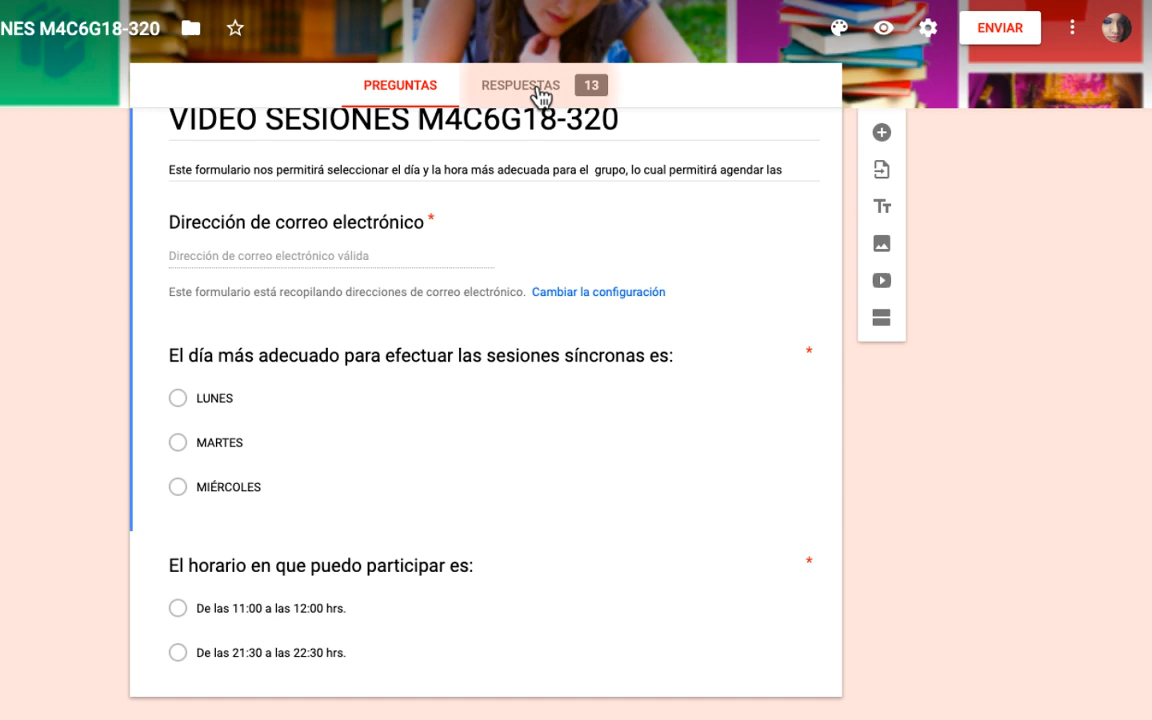 NES M4C6G18-320
ENVIAR
PREGUNTAS
RESPUESTAS 13
VIDEO SESIONES M4C6G18-320
Este formulario nos permitirá seleccionar el día y la hora más adecuada para el grupo, lo cual permitirá agendar las
Dirección de correo electrónico *
Dirección de correo electrónico válida
Este formulario está recopilando direcciones de correo electrónico. Cambiar la configuración
El día más adecuado para efectuar las sesiones síncronas es: *
LUNES
MARTES
MIÉRCOLES
El horario en que puedo participar es: *
De las 11:00 a las 12:00 hrs.
De las 21:30 a las 22:30 hrs.
Tт